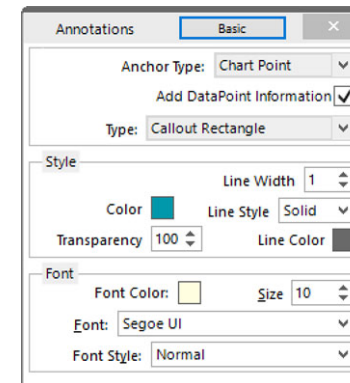 Annotations Basic
Anchor Type: Chart Point
Add DataPoint Information
Type: Callout Rectangle
Style
Line Width 1
Color Line Style Solid
Transparency 100 Line Color
Font
Font Color: Size 10
Font: Segoe UI
Font Style: Normal